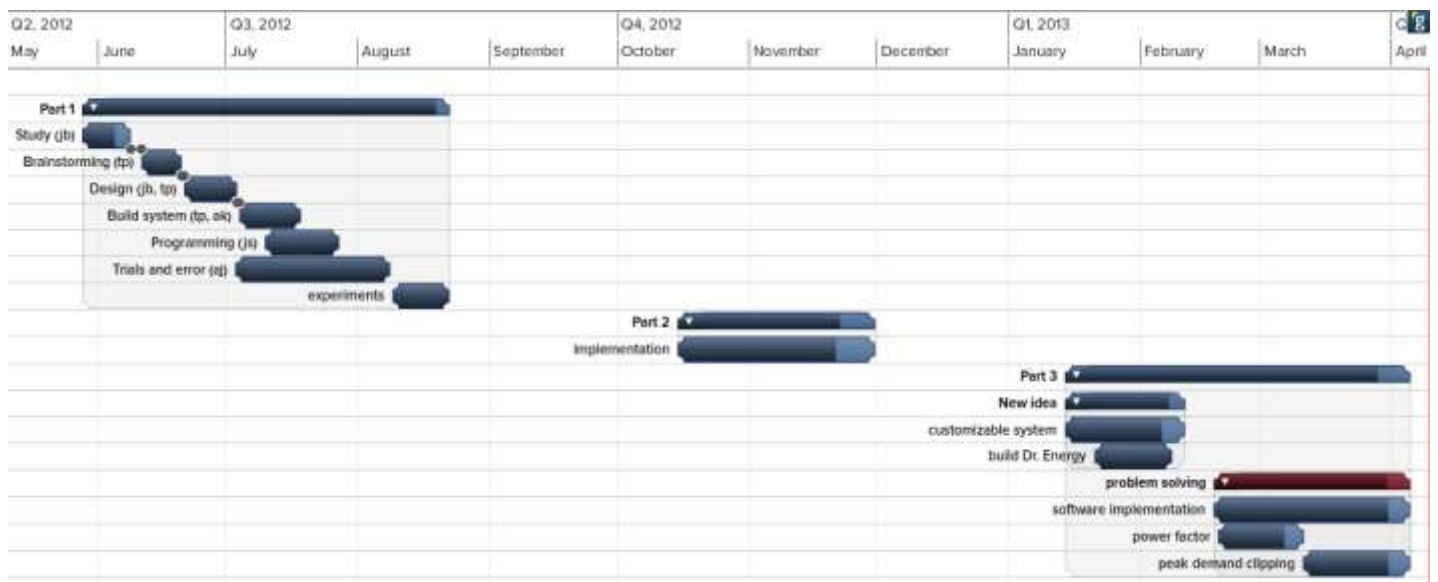 Q2, 2012 Q3, 2012 Q4, 2012 Q1, 2013 Q
May June July August September October November December January February March April
Part 1
Study (jb)
Brainstorming (tp)
Design (jb, tp)
Build system (tp, ak)
Programming (js)
Trials and error (aj)
experiments
Part 2
implementation
Part 3
New idea
customizable system
build Dr. Energy
problem solving
software implementation
power factor
peak demand clipping